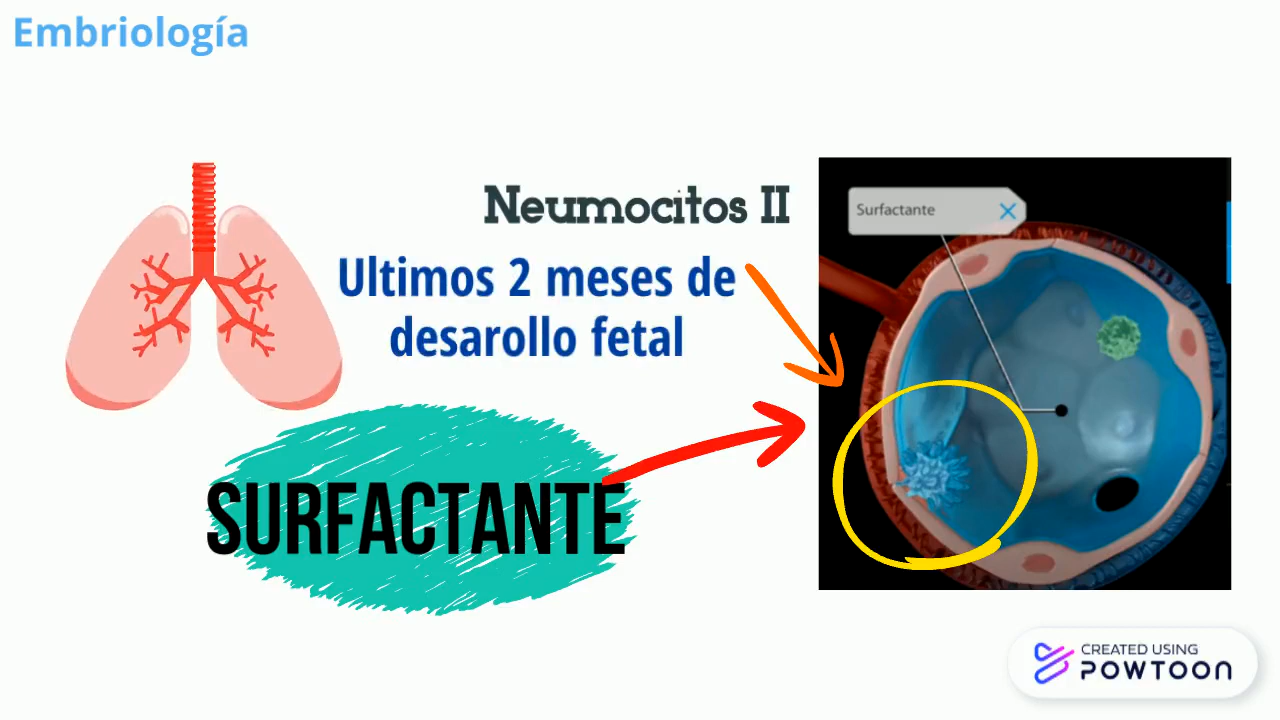 Embriología
Neumocitos II
Ultimos 2 meses de
desarollo fetal
SURFACTANTE
Surfactante
CREATED USING
POWTOON